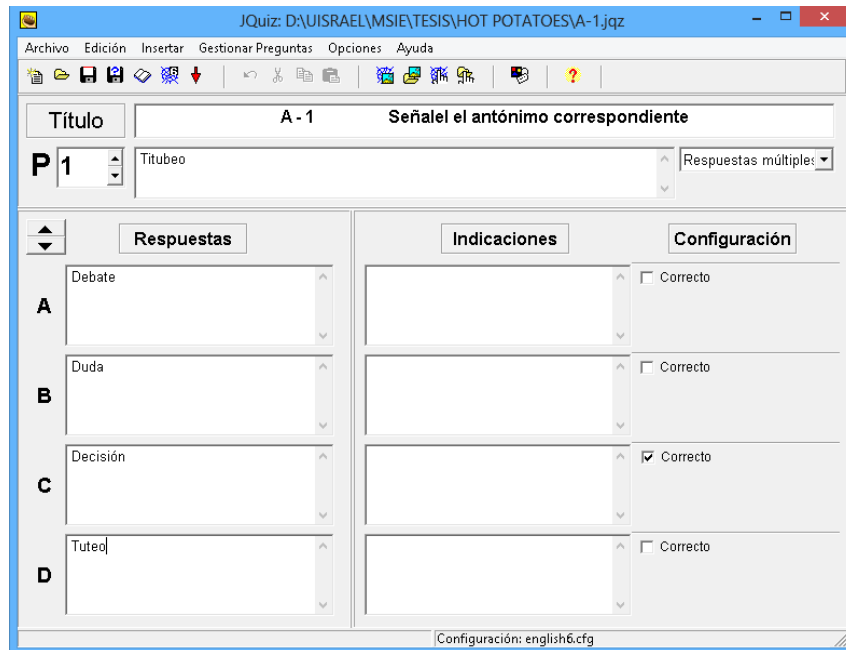 JQuiz: D:\UISRAEL\MSIE\TESIS\HOT POTATOES\A-1.jqz
Archivo Edición Insertar Gestionar Preguntas Opciones Ayuda
Título A - 1 Señalel el antónimo correspondiente
P 1 Titubeo Respuestas múltiples
Respuestas Indicaciones Configuración
A Debate Correcto
B Duda Correcto
C Decisión Correcto
D Tuteo Correcto
Configuración: english6.cfg